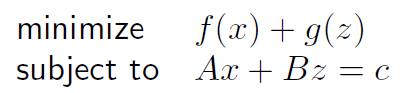 minimize f(x) + g(z)
subject to Ax + Bz = c